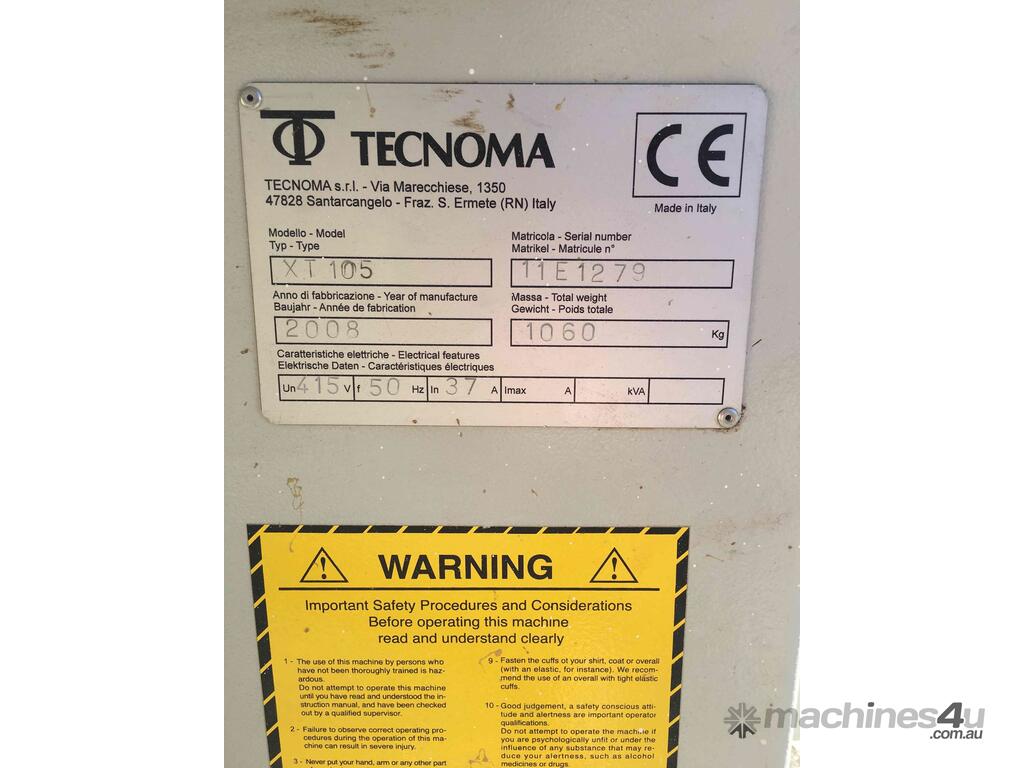 TECNOMA
CE
TECNOMA s.r.l. - Via Marecchiese, 1350
47828 Santarcangelo - Fraz. S. Ermete (RN) Italy
Made in Italy
Modello - Model
Typ - Type
XT105
Matricola - Serial number
Matrikel - Matricule n°
11E1279
Anno di fabbricazione - Year of manufacture
Baujahr - Année de fabrication
2008
Massa - Total weight
Gewicht - Poids totale
1060 Kg
Caratteristiche elettriche - Electrical features
Elektrische Daten - Caractéristiques électriques
Un 415 V f 50 Hz In 37 A Imax A kVA
WARNING
Important Safety Procedures and Considerations
Before operating this machine
read and understand clearly
1 - The use of this machine by persons who
have not been thoroughly trained is haz-
ardous.
Do not attempt to operate this machine
until you have read and understood the in-
struction manual, and have been checked
out by a qualified supervisor.
2 - Failure to observe correct operating pro-
cedures during the operation of this ma-
chine can result in severe injury.
3 - Never put your hand, arm or any other part
9 - Fasten the cuffs of your shirt, coat or overall
(with an elastic, for instance). We recom-
mend the use of an overall with tight elastic
cuffs.
10 - Good judgement, a safety conscious atti-
tude and alertness are important operator
qualifications.
Do not attempt to operate the machine if
you are psychologically unfit or under the
influence of any substance that may re-
duce your alertness, such as alcohol
medicines or drugs.
machines4u
.com.au